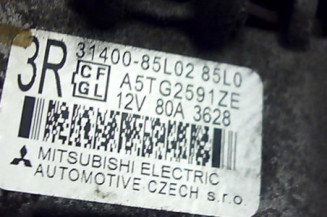 3R 31400-85L02 85L0
CF
GL
A5TG2591ZE
12V 80A 3628
MITSUBISHI ELECTRIC
AUTOMOTIVE CZECH s.r.o